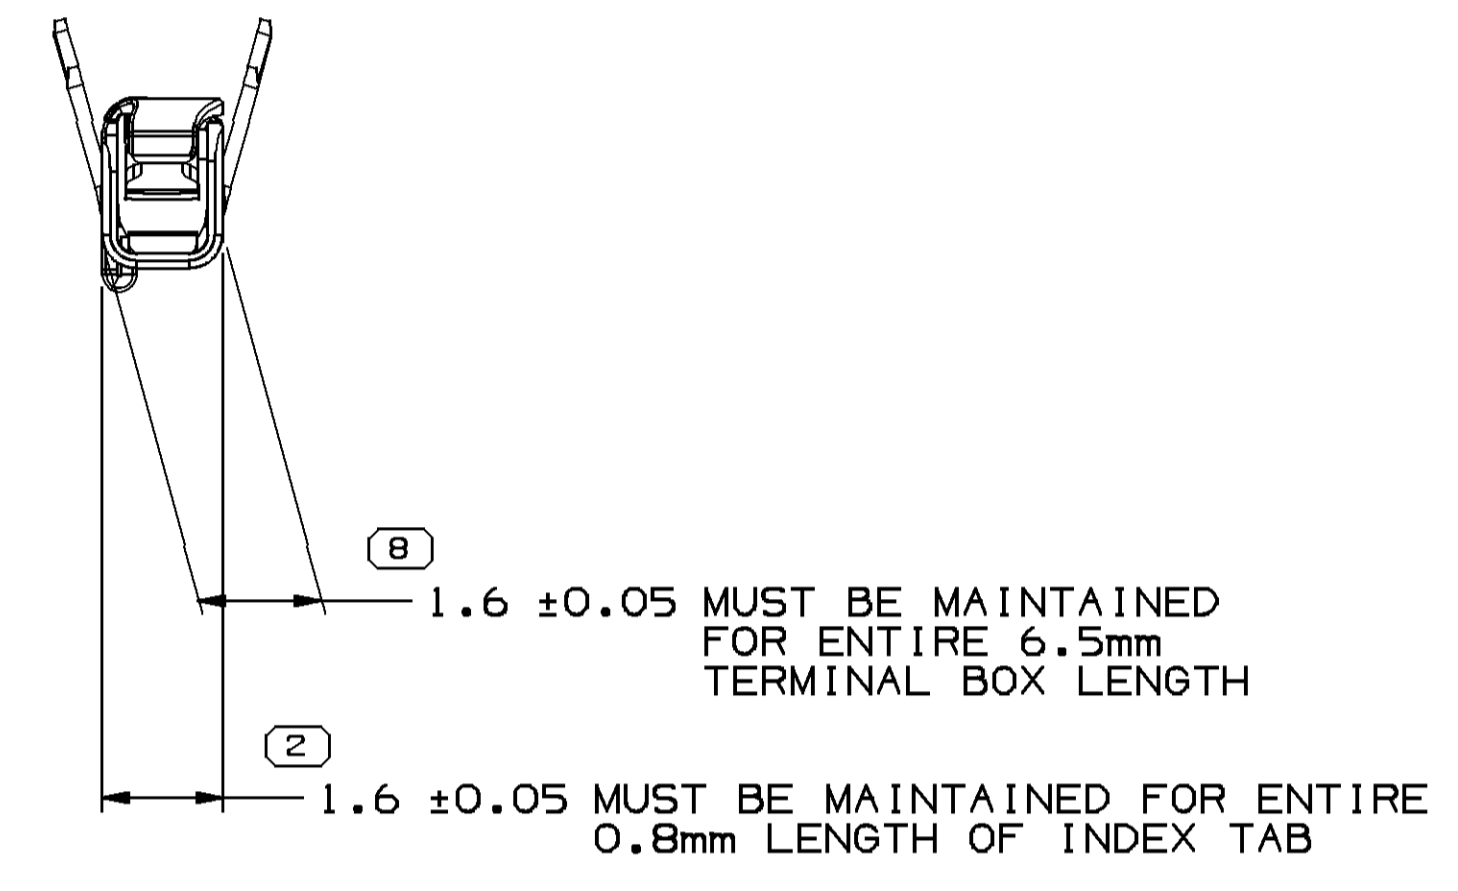 8
1.6 ±0.05 MUST BE MAINTAINED
FOR ENTIRE 6.5mm
TERMINAL BOX LENGTH
2
1.6 ±0.05 MUST BE MAINTAINED FOR ENTIRE
0.8mm LENGTH OF INDEX TAB